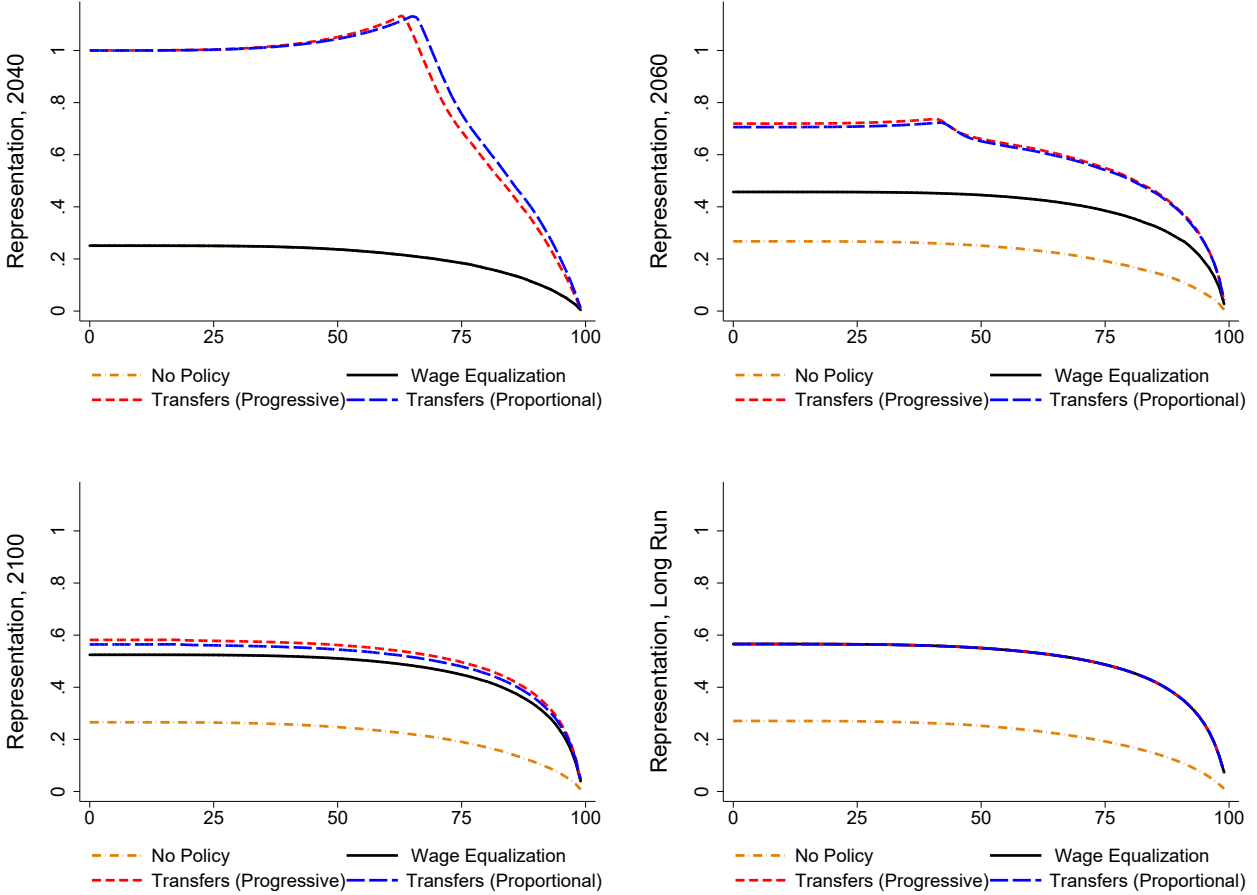 Representation, 2040
0 .2 .4 .6 .8 1
0 25 50 75 100
No Policy Wage Equalization
Transfers (Progressive) Transfers (Proportional)
Representation, 2060
0 .2 .4 .6 .8 1
0 25 50 75 100
No Policy Wage Equalization
Transfers (Progressive) Transfers (Proportional)
Representation, 2100
0 .2 .4 .6 .8 1
0 25 50 75 100
No Policy Wage Equalization
Transfers (Progressive) Transfers (Proportional)
Representation, Long Run
0 .2 .4 .6 .8 1
0 25 50 75 100
No Policy Wage Equalization
Transfers (Progressive) Transfers (Proportional)